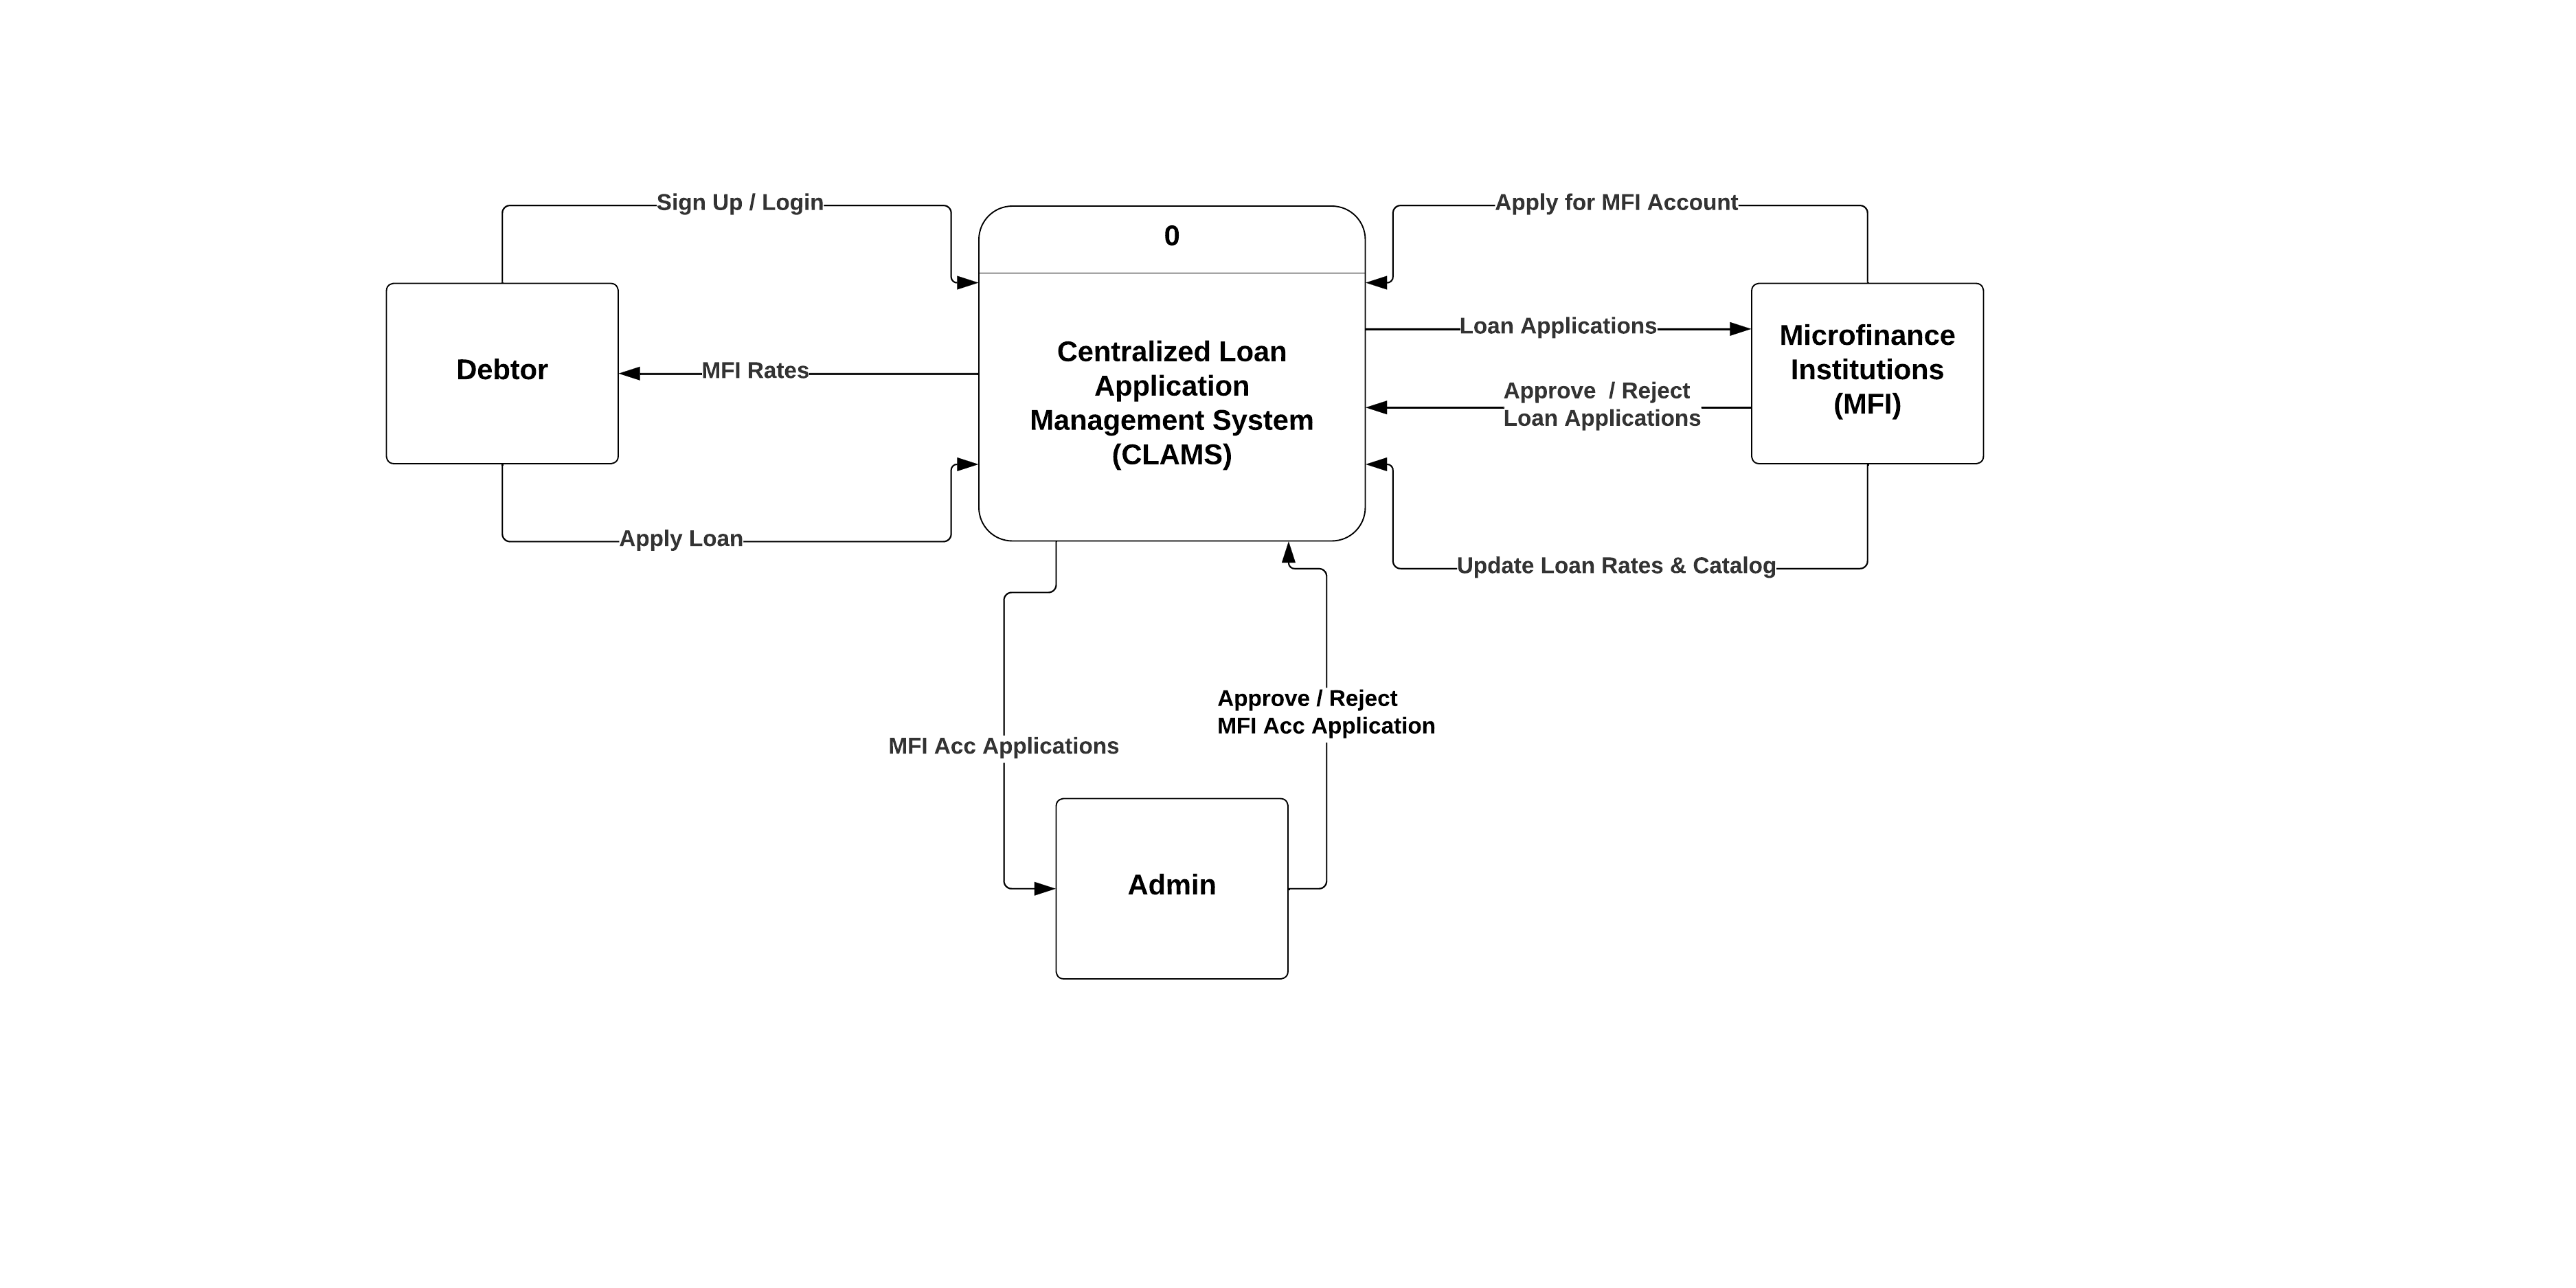 Sign Up / Login
Apply for MFI Account
0
Debtor
MFI Rates
Centralized Loan
Application
Management System
(CLAMS)
Loan Applications
Approve  / Reject
Loan Applications
Microfinance
Institutions
(MFI)
Apply Loan
Update Loan Rates & Catalog
MFI Acc Applications
Approve / Reject
MFI Acc Application
Admin